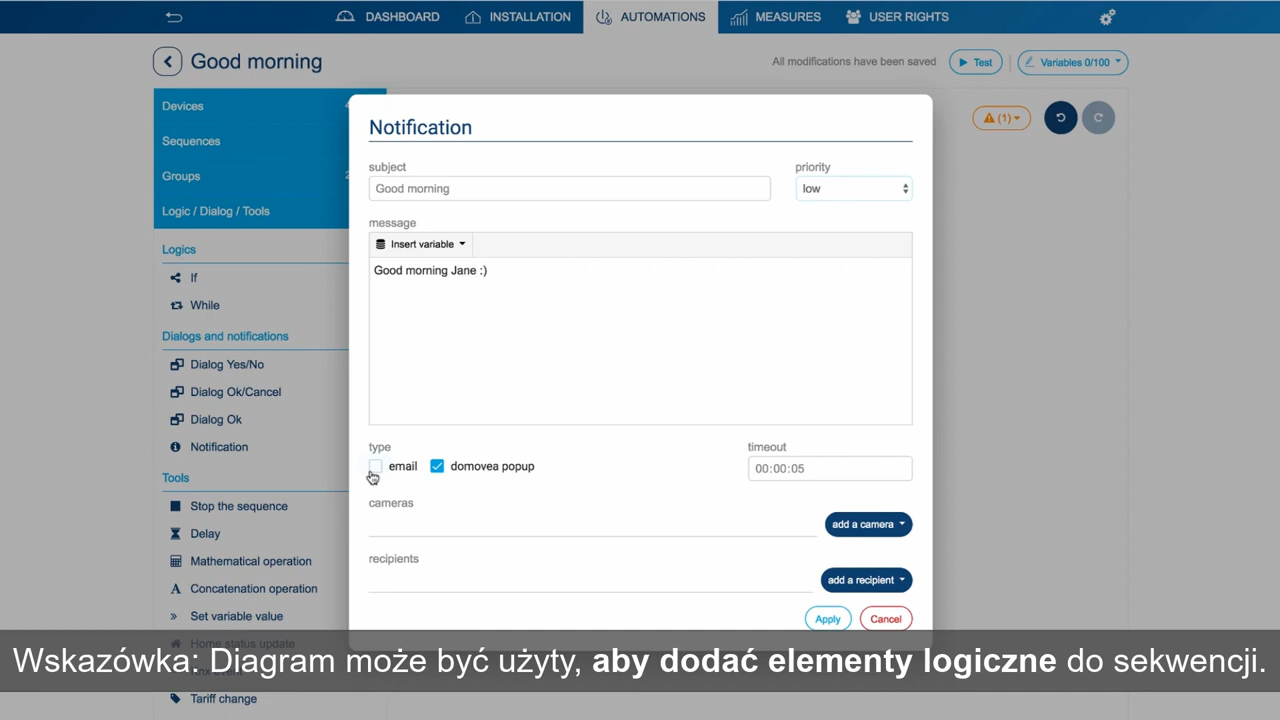 DASHBOARD
INSTALLATION
AUTOMATIONS
MEASURES
USER RIGHTS
Good morning
All modifications have been saved
Test
Variables 0/100
Devices
Sequences
Groups
Logic / Dialog / Tools
(1)
Logics
If
While
Dialogs and notifications
Dialog Yes/No
Dialog Ok/Cancel
Dialog Ok
Notification
Tools
Stop the sequence
Delay
Mathematical operation
Concatenation operation
Set variable value
Home status update
Tariff change
Notification
subject
priority
Good morning
low
message
Insert variable
Good morning Jane :)
type
timeout
email
domovea popup
00:00:05
cameras
add a camera
recipients
add a recipient
Apply
Cancel
Wskazówka: Diagram może być użyty, aby dodać elementy logiczne do sekwencji.